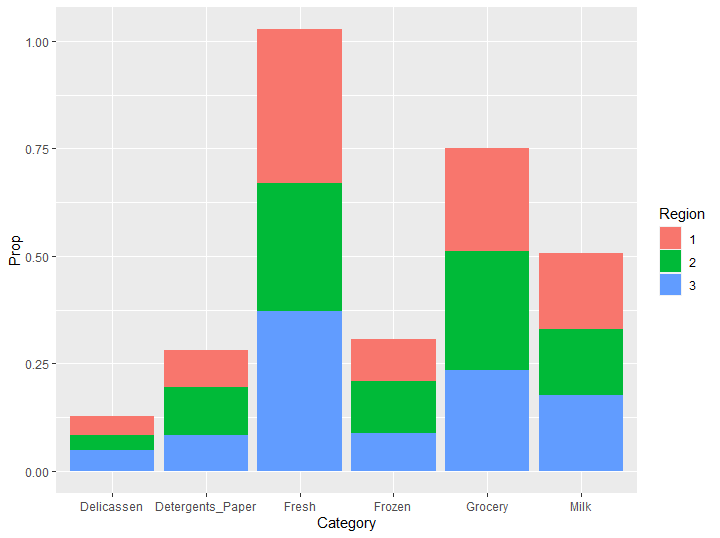 1.00
0.75
0.50
0.25
0.00
Prop
Delicassen Detergents_Paper Fresh Frozen Grocery Milk
Category
Region
1
2
3